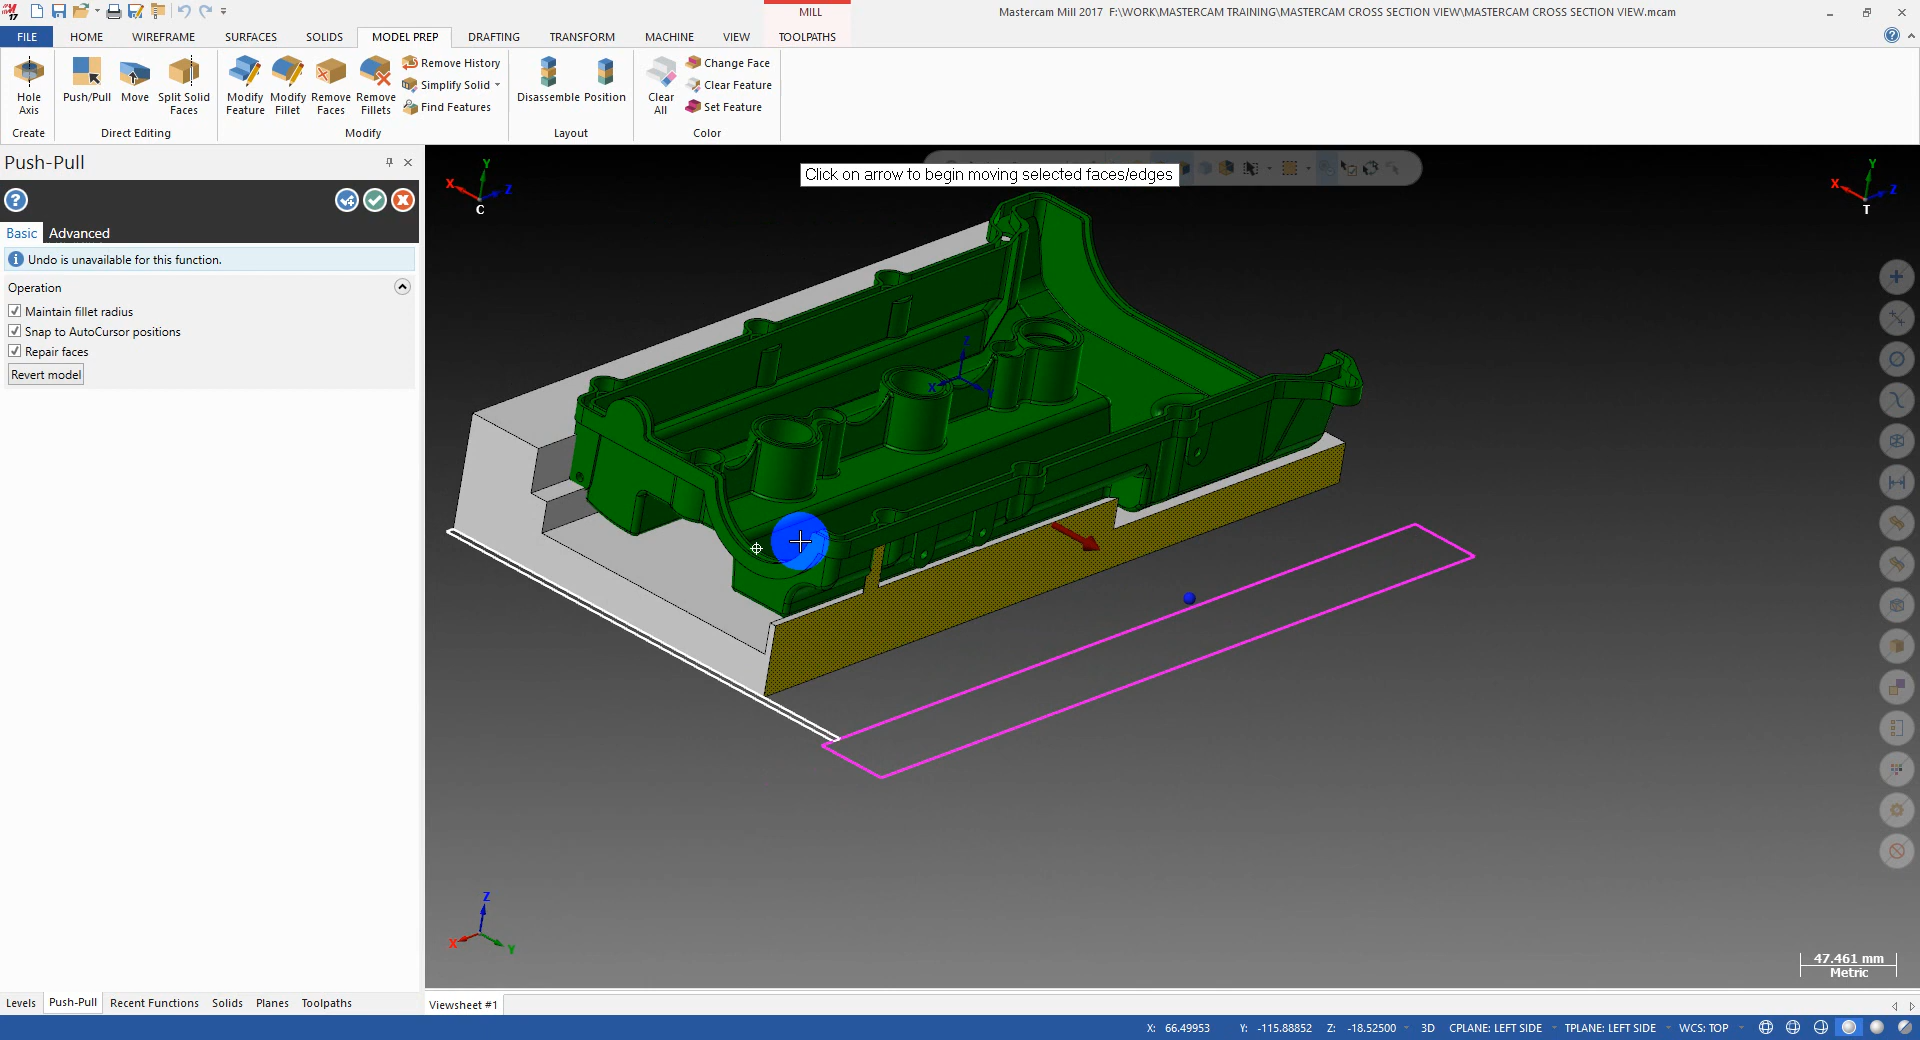 MILL
Mastercam Mill 2017 F:\WORK\MASTERCAM TRAINING\MASTERCAM CROSS SECTION VIEW\MASTERCAM CROSS SECTION VIEW.mcam
FILE HOME WIREFRAME SURFACES SOLIDS MODEL PREP DRAFTING TRANSFORM MACHINE VIEW TOOLPATHS
Hole Axis
Push/Pull
Move
Split Solid Faces
Modify Feature
Modify Fillet
Remove Faces
Remove Fillets
Remove History
Simplify Solid
Find Features
Disassemble
Position
Clear All
Change Face
Clear Feature
Set Feature
Create Direct Editing Modify Layout Color
Push-Pull
Basic Advanced
Undo is unavailable for this function.
Operation
Maintain fillet radius
Snap to AutoCursor positions
Repair faces
Revert model
Click on arrow to begin moving selected faces/edges
Y
X Z
C
Y
X Z
T
Z
X
Z
X Y
47.461 mm
Metric
Levels Push-Pull Recent Functions Solids Planes Toolpaths
Viewsheet #1
X: 66.49953 Y: -115.88852 Z: -18.52500 3D CPLANE: LEFT SIDE TPLANE: LEFT SIDE WCS: TOP